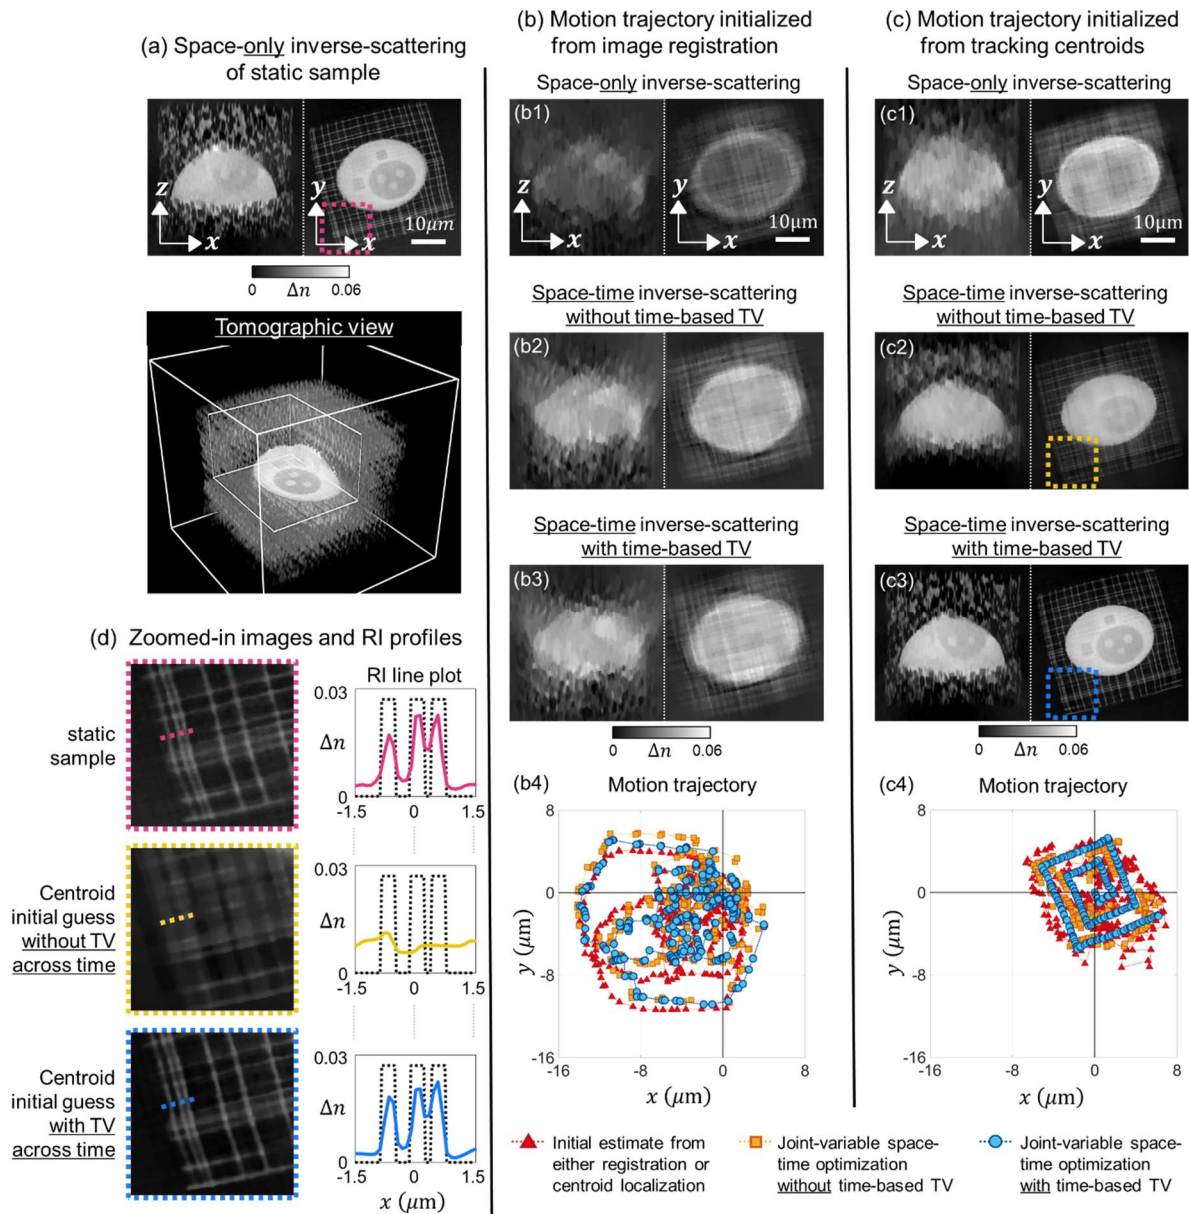 (a) Space-only inverse-scattering
of static sample
z
x
y
x
10μm
0 Δn 0.06
Tomographic view
(b) Motion trajectory initialized
from image registration
Space-only inverse-scattering
(b1)
z
x
y
x
10μm
Space-time inverse-scattering
without time-based TV
(b2)
Space-time inverse-scattering
with time-based TV
(b3)
Δn
0 0.06
(b4) Motion trajectory
8
0
-8
-16
-16 -8 0 8
y (μm)
x (μm)
(c) Motion trajectory initialized
from tracking centroids
Space-only inverse-scattering
(c1)
z
x
y
x
10μm
Space-time inverse-scattering
without time-based TV
(c2)
Space-time inverse-scattering
with time-based TV
(c3)
Δn
0 0.06
(c4) Motion trajectory
8
0
-8
-16
-16 -8 0 8
y (μm)
x (μm)
(d) Zoomed-in images and RI profiles
RI line plot
static
sample
0.03
Δn
0
-1.5 0 1.5
Centroid
initial guess
without TV
across time
0.03
Δn
0
-1.5 0 1.5
Centroid
initial guess
with TV
across time
0.03
Δn
0
-1.5 0 1.5
x (μm)
Initial estimate from
either registration or
centroid localization
Joint-variable space-
time optimization
without time-based TV
Joint-variable space-
time optimization
with time-based TV